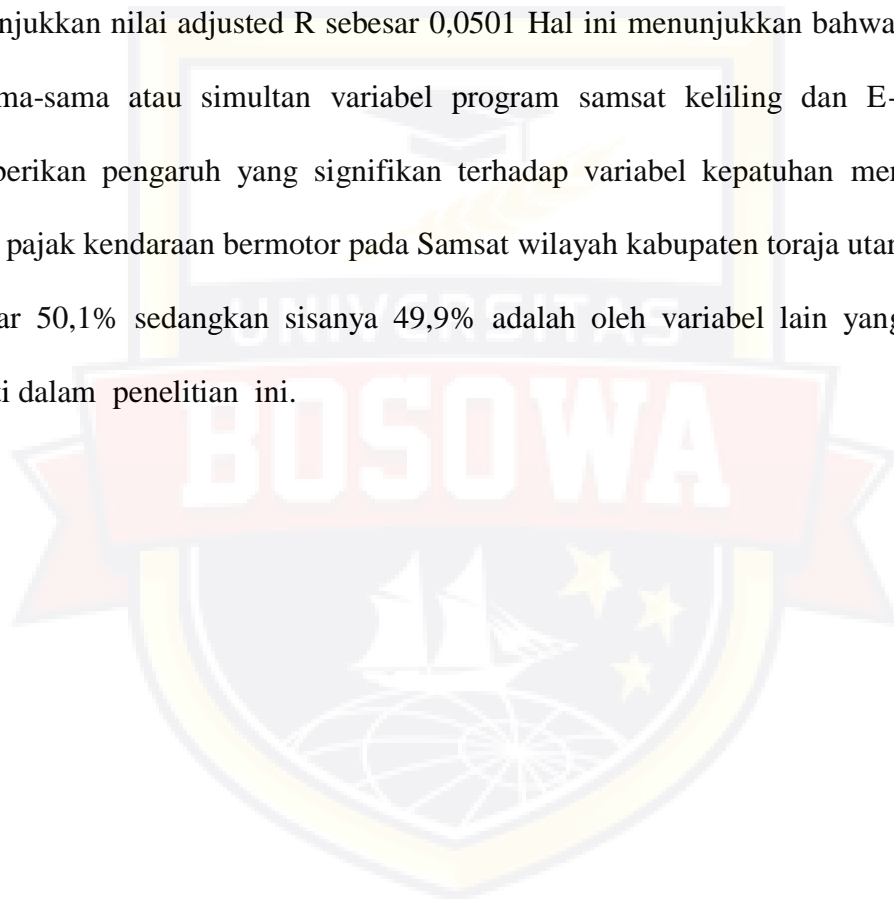 njukkan nilai adjusted R sebesar 0,0501 Hal ini menunjukkan bahwa
ma-sama atau simultan variabel program samsat keliling dan E-
berikan pengaruh yang signifikan terhadap variabel kepatuhan mer
pajak kendaraan bermotor pada Samsat wilayah kabupaten toraja utar
ar 50,1% sedangkan sisanya 49,9% adalah oleh variabel lain yang
ti dalam penelitian ini.
UNIVERSITAS
BOSOWA